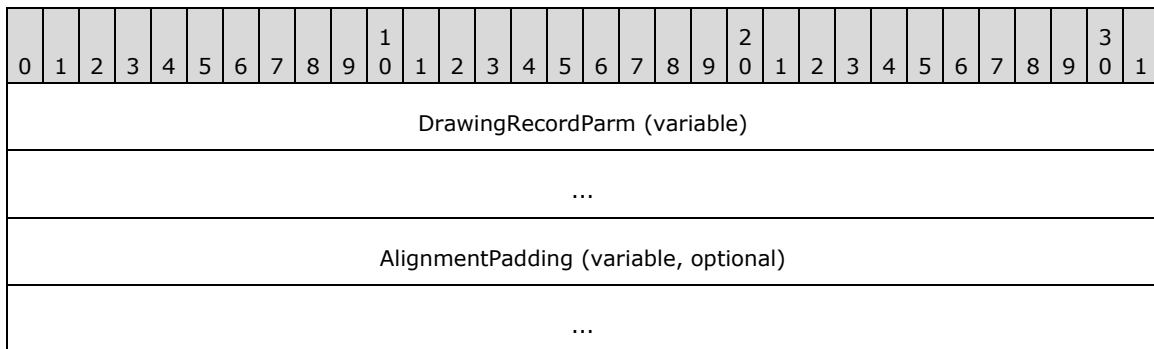 1 2 3
0 1 2 3 4 5 6 7 8 9 0 1 2 3 4 5 6 7 8 9 0 1 2 3 4 5 6 7 8 9 0 1
DrawingRecordParm (variable)
...
AlignmentPadding (variable, optional)
...